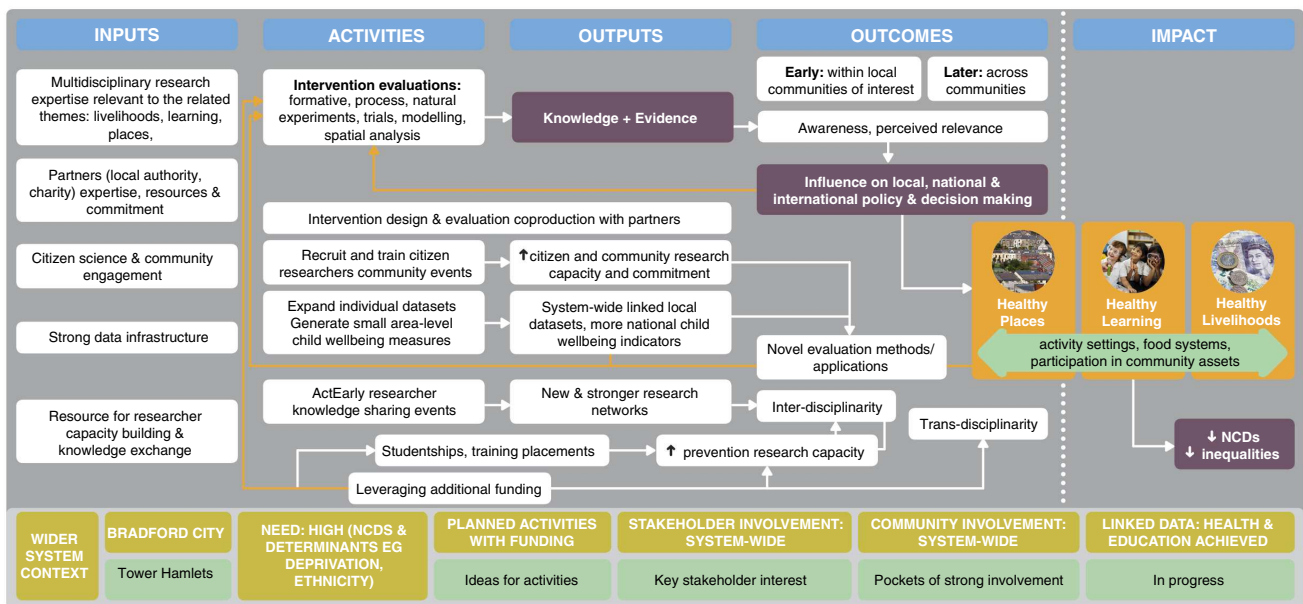 INPUTS
ACTIVITIES
OUTPUTS
OUTCOMES
IMPACT
Multidisciplinary research
expertise relevant to the related
themes: livelihoods, learning,
places,
Partners (local authority,
charity) expertise, resources &
commitment
Citizen science & community
engagement
Strong data infrastructure
Resource for researcher
capacity building &
knowledge exchange
Intervention evaluations:
formative, process, natural
experiments, trials, modelling,
spatial analysis
Knowledge + Evidence
Early: within local
communities of interest
Later: across
communities
Awareness, perceived relevance
Influence on local, national &
international policy & decision making
Intervention design & evaluation coproduction with partners
Recruit and train citizen
researchers community events
↑citizen and community research
capacity and commitment
Expand individual datasets
Generate small area-level
child wellbeing measures
System-wide linked local
datasets, more national child
wellbeing indicators
Novel evaluation methods/
applications
Healthy
Places
Healthy
Learning
Healthy
Livelihoods
activity settings, food systems,
participation in community assets
ActEarly researcher
knowledge sharing events
New & stronger research
networks
Inter-disciplinarity
Trans-disciplinarity
Studentships, training placements
↑ prevention research capacity
Leveraging additional funding
↓ NCDs
↓ inequalities
WIDER
SYSTEM
CONTEXT
BRADFORD CITY
Tower Hamlets
NEED: HIGH (NCDS &
DETERMINANTS EG
DEPRIVATION,
ETHNICITY)
PLANNED ACTIVITIES
WITH FUNDING
Ideas for activities
STAKEHOLDER INVOLVEMENT:
SYSTEM-WIDE
Key stakeholder interest
COMMUNITY INVOLVEMENT:
SYSTEM-WIDE
Pockets of strong involvement
LINKED DATA: HEALTH &
EDUCATION ACHIEVED
In progress